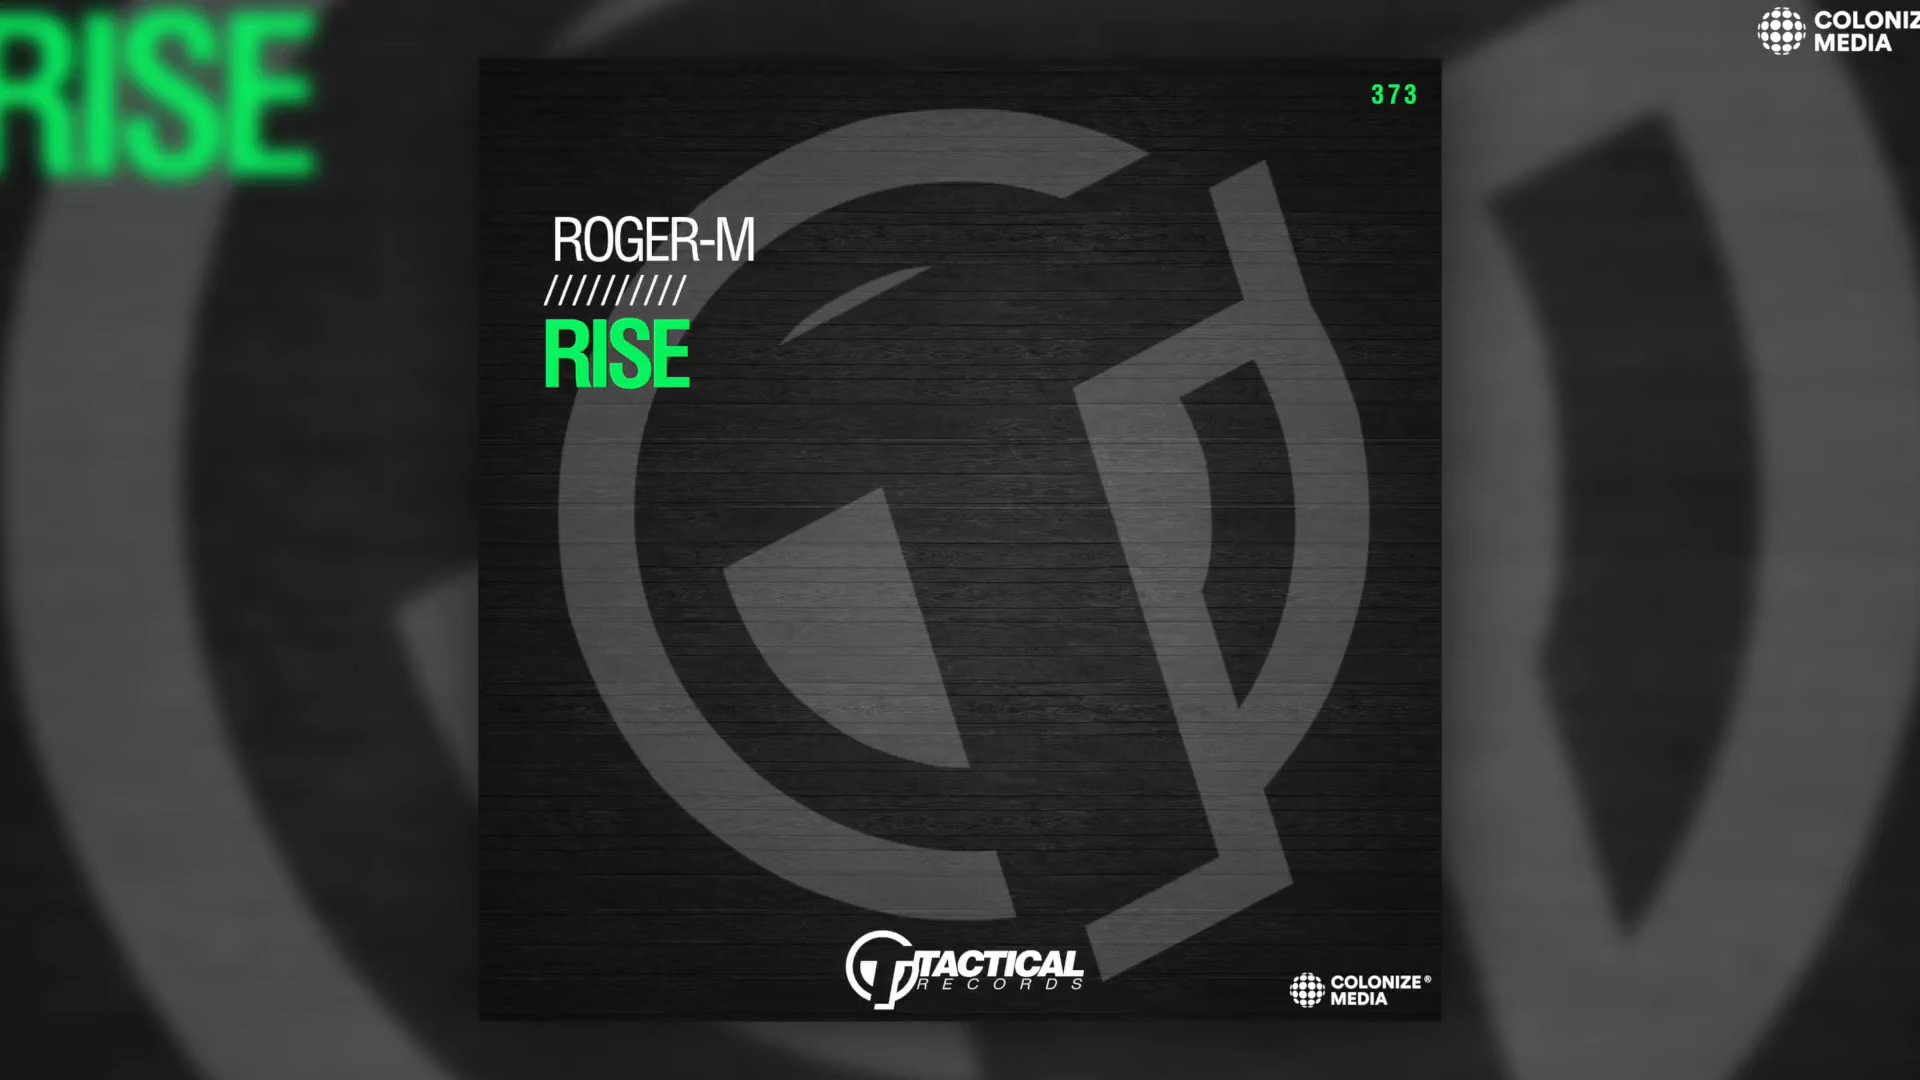 RISE
COLONIZ
MEDIA
373
ROGER-M
//////////
RISE
TACTICAL
RECORDS
COLONIZE®
MEDIA